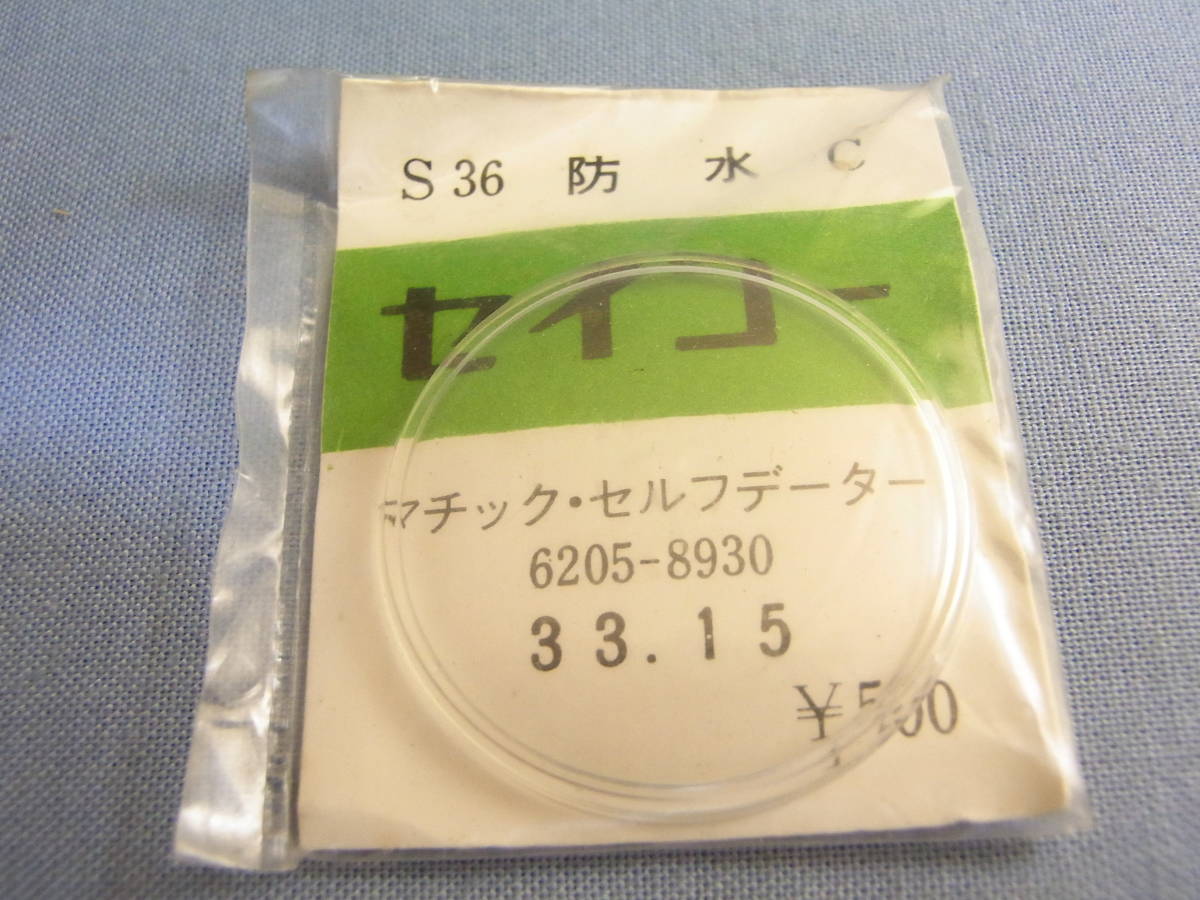 S 36 防 水 C
セイコー
マチック・セルフデーター
6205-8930
33.15
¥500